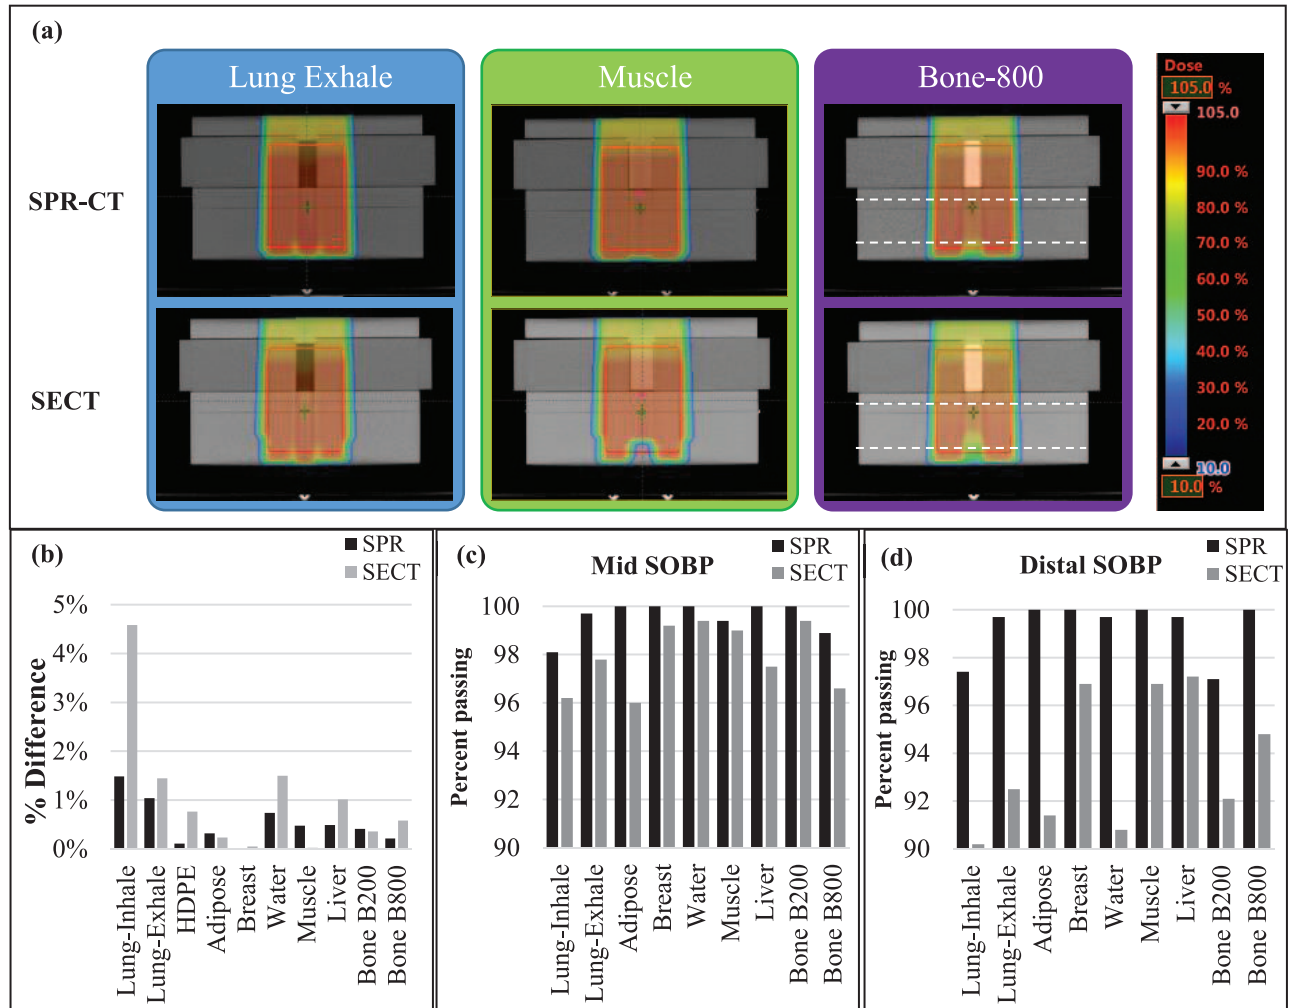 (a)
Lung Exhale
Muscle
Bone-800
SPR-CT
SECT
Dose
105.0 %
105.0
90.0 %
80.0 %
70.0 %
60.0 %
50.0 %
40.0 %
30.0 %
20.0 %
10.0
10.0 %
(b)
SPR
SECT
5%
4%
3%
2%
1%
0%
% Difference
Lung-Inhale
Lung-Exhale
HDPE
Adipose
Breast
Water
Muscle
Liver
Bone B200
Bone B800
(c)
Mid SOBP
SPR
SECT
100
98
96
94
92
90
Percent passing
Lung-Inhale
Lung-Exhale
Adipose
Breast
Water
Muscle
Liver
Bone B200
Bone B800
(d)
Distal SOBP
SPR
SECT
100
98
96
94
92
90
Percent passing
Lung-Inhale
Lung-Exhale
Adipose
Breast
Water
Muscle
Liver
Bone B200
Bone B800